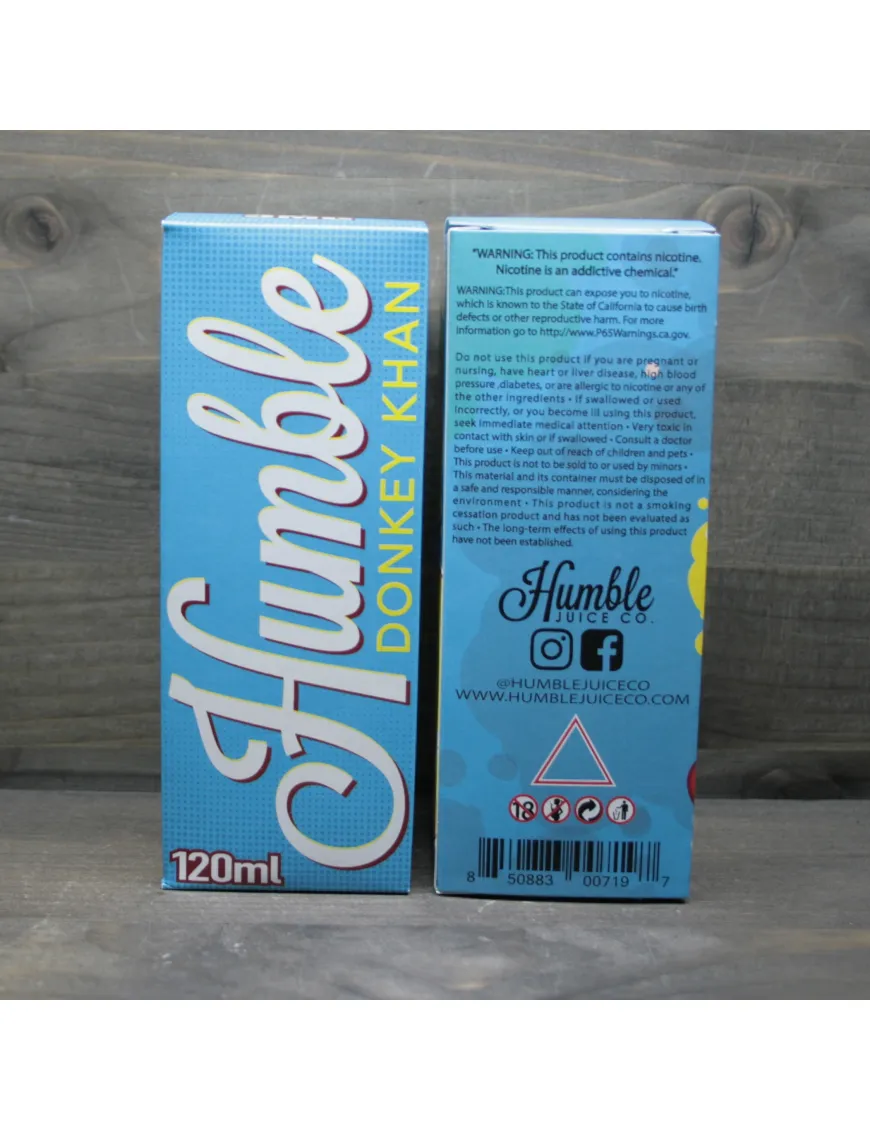 Humble
DONKEY KHAN
120ml
"WARNING: This product contains nicotine.
Nicotine is an addictive chemical."
WARNING:This product can expose you to nicotine,
which is known to the State of California to cause birth
defects or other reproductive harm. For more
information go to http://www.P65Warnings.ca.gov.
Do not use this product if you are pregnant or
nursing, have heart or liver disease, high blood
pressure ,diabetes, or are allergic to nicotine or any of
the other ingredients • If swallowed or used
incorrectly, or you become ill using this product,
seek immediate medical attention • Very toxic in
contact with skin or if swallowed • Consult a doctor
before use • Keep out of reach of children and pets •
This product is not to be sold to or used by minors •
This material and its container must be disposed of in
a safe and responsible manner, considering the
environment • This product is not a smoking
cessation product and has not been evaluated as
such • The long-term effects of using this product
have not been established.
Humble
JUICE CO.
@HUMBLEJUICECO
WWW.HUMBLEJUICECO.COM
18
8 50883 00719 7